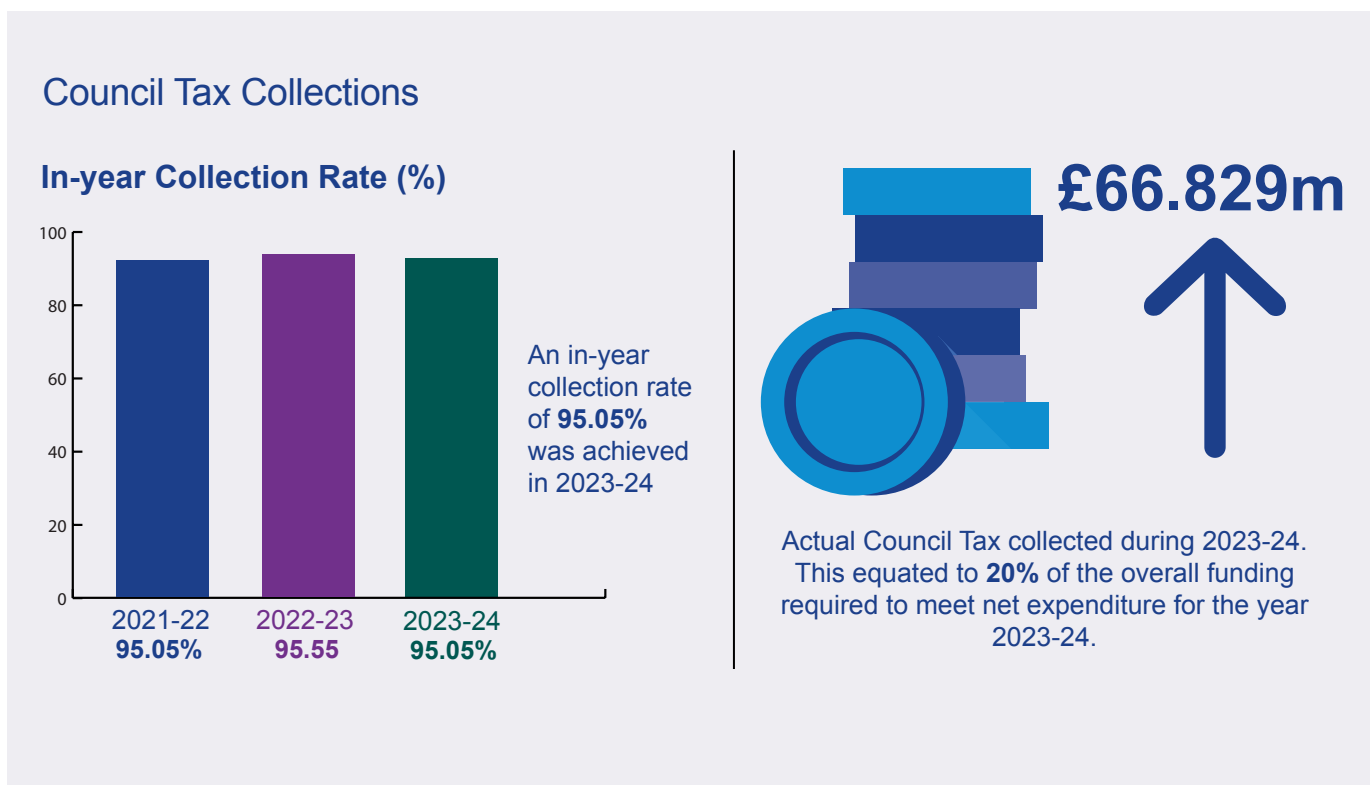 Council Tax Collections
In-year Collection Rate (%)
100
80
60
40
20
0
2021-22
95.05%
2022-23
95.55
2023-24
95.05%
An in-year
collection rate
of 95.05%
was achieved
in 2023-24
£66.829m
Actual Council Tax collected during 2023-24.
This equated to 20% of the overall funding
required to meet net expenditure for the year
2023-24.